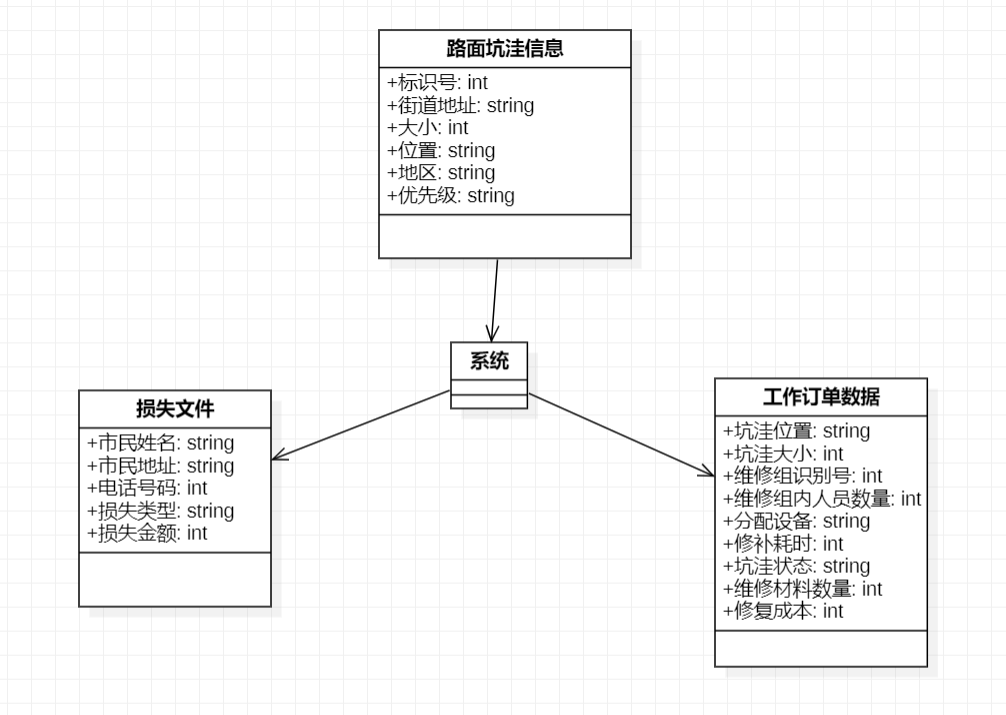 路面坑洼信息
+标识号: int
+街道地址: string
+大小: int
+位置: string
+地区: string
+优先级: string
系统
损失文件
+市民姓名: string
+市民地址: string
+电话号码: int
+损失类型: string
+损失金额: int
工作订单数据
+坑洼位置: string
+坑洼大小: int
+维修组识别号: int
+维修组内人员数量: int
+分配设备: string
+修补耗时: int
+坑洼状态: string
+维修材料数量: int
+修复成本: int